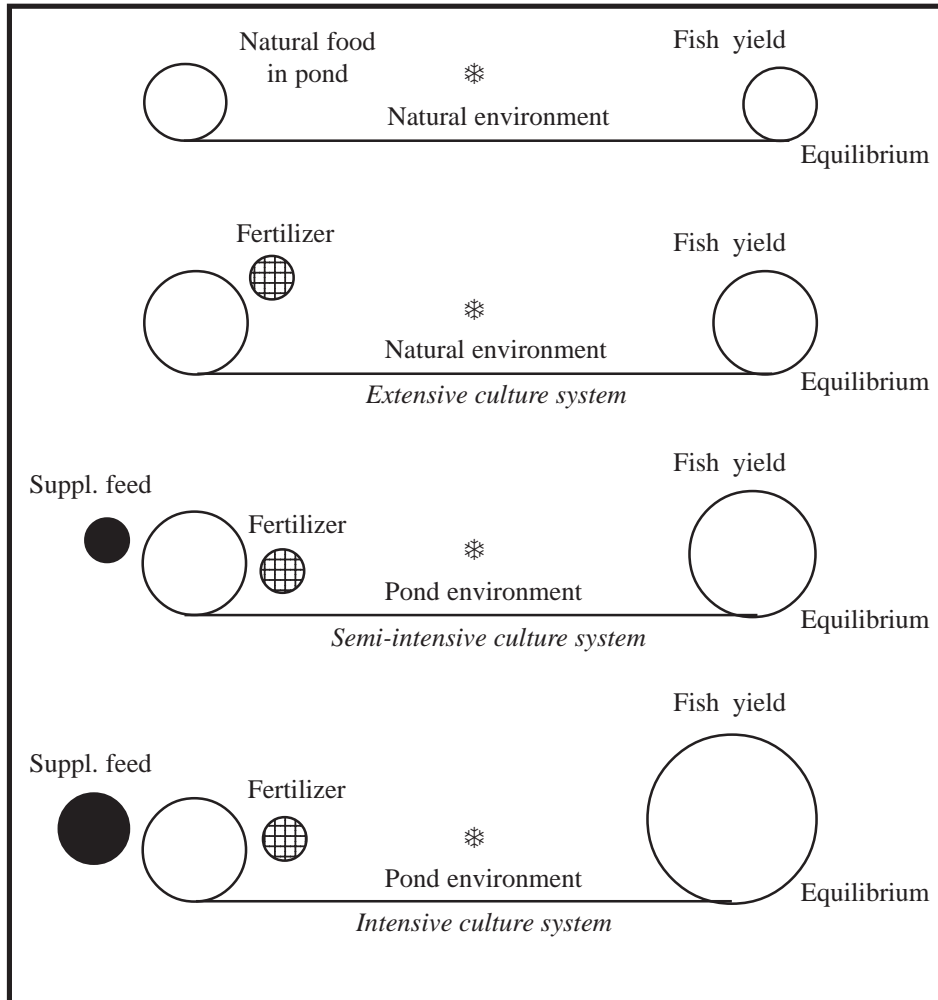 Natural food
in pond
Fish yield
Natural environment
Equilibrium
Fertilizer
Fish yield
Natural environment
Equilibrium
Extensive culture system
Fish yield
Suppl. feed
Fertilizer
Pond environment
Equilibrium
Semi-intensive culture system
Fish yield
Suppl. feed
Fertilizer
Pond environment
Equilibrium
Intensive culture system